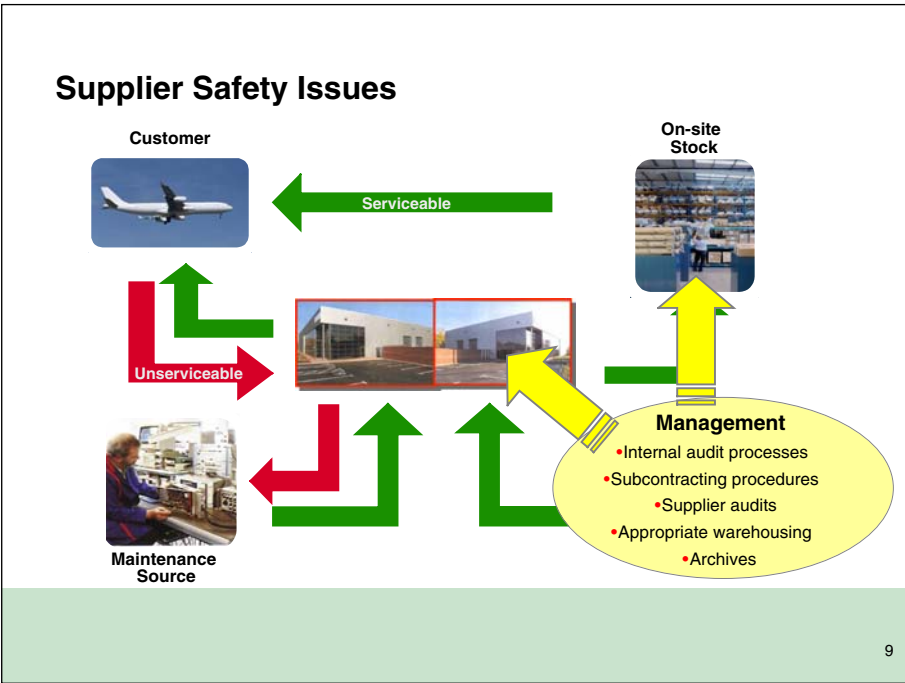 Supplier Safety Issues
Customer
On-site
Stock
Serviceable
Unserviceable
Management
•Internal audit processes
•Subcontracting procedures
•Supplier audits
•Appropriate warehousing
•Archives
Maintenance
Source
9